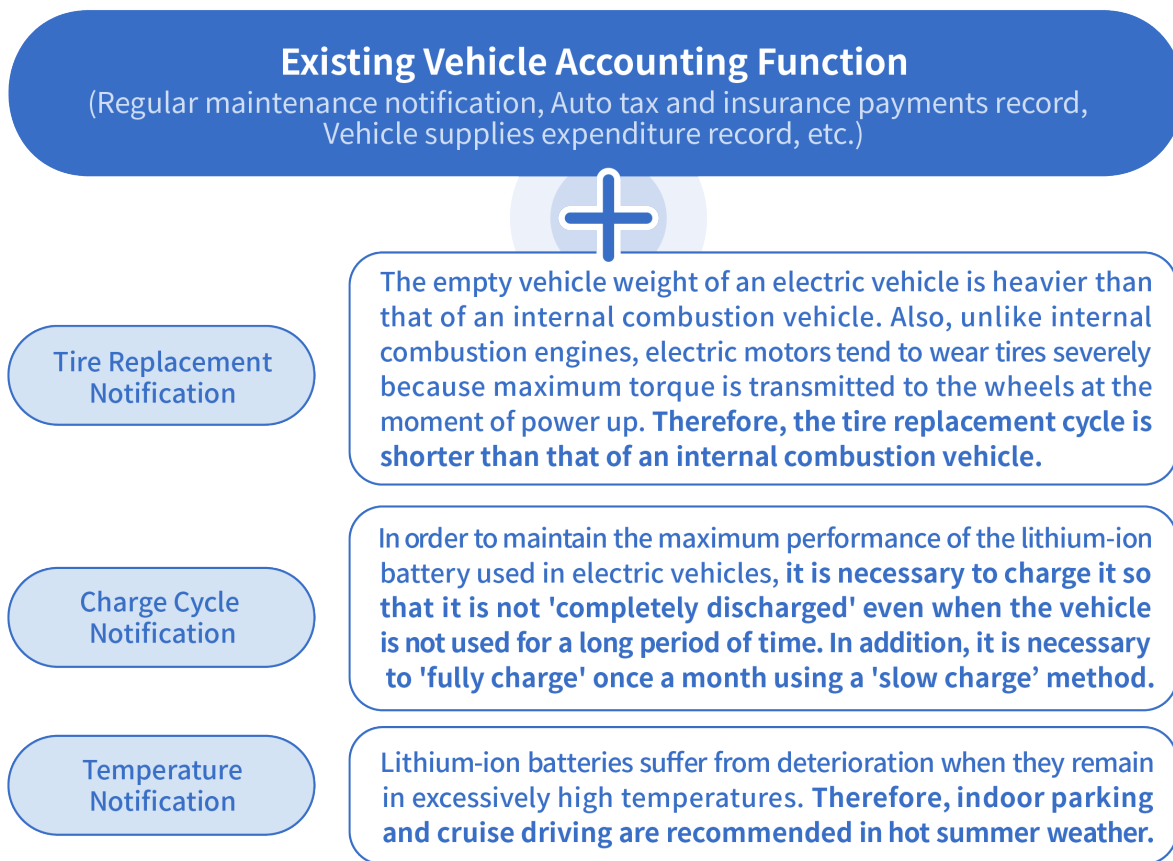 Existing Vehicle Accounting Function
(Regular maintenance notification, Auto tax and insurance payments record,
Vehicle supplies expenditure record, etc.)
Tire Replacement
Notification
The empty vehicle weight of an electric vehicle is heavier than
that of an internal combustion vehicle. Also, unlike internal
combustion engines, electric motors tend to wear tires severely
because maximum torque is transmitted to the wheels at the
moment of power up. Therefore, the tire replacement cycle is
shorter than that of an internal combustion vehicle.
Charge Cycle
Notification
In order to maintain the maximum performance of the lithium-ion
battery used in electric vehicles, it is necessary to charge it so
that it is not 'completely discharged' even when the vehicle
is not used for a long period of time. In addition, it is necessary
to 'fully charge' once a month using a 'slow charge’ method.
Temperature
Notification
Lithium-ion batteries suffer from deterioration when they remain
in excessively high temperatures. Therefore, indoor parking
and cruise driving are recommended in hot summer weather.